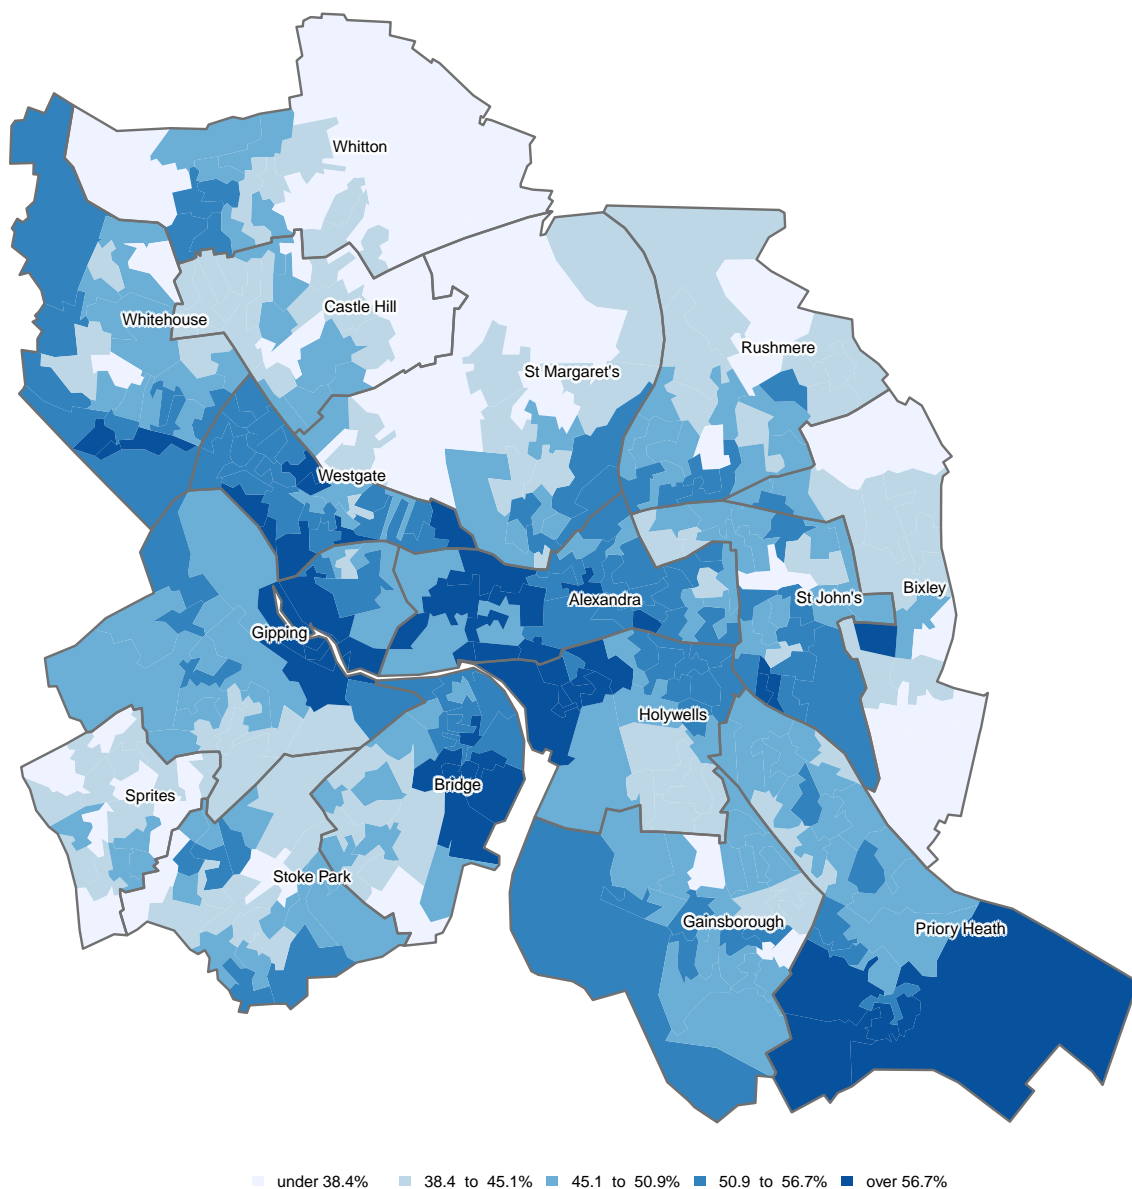 Whitton
Castle Hill
Whitehouse
Rushmere
St Margaret's
Westgate
Bixley
St John's
Alexandra
Gipping
Holywells
Bridge
Sprites
Stoke Park
Gainsborough
Priory Heath
under 38.4% 38.4 to 45.1% 45.1 to 50.9% 50.9 to 56.7% over 56.7%